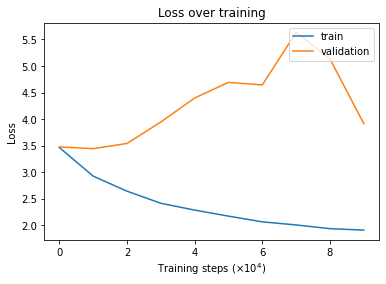 Loss over training
train
validation
5.5
5.0
4.5
4.0
3.5
3.0
2.5
2.0
Loss
0
2
4
6
8
Training steps (×10⁴)